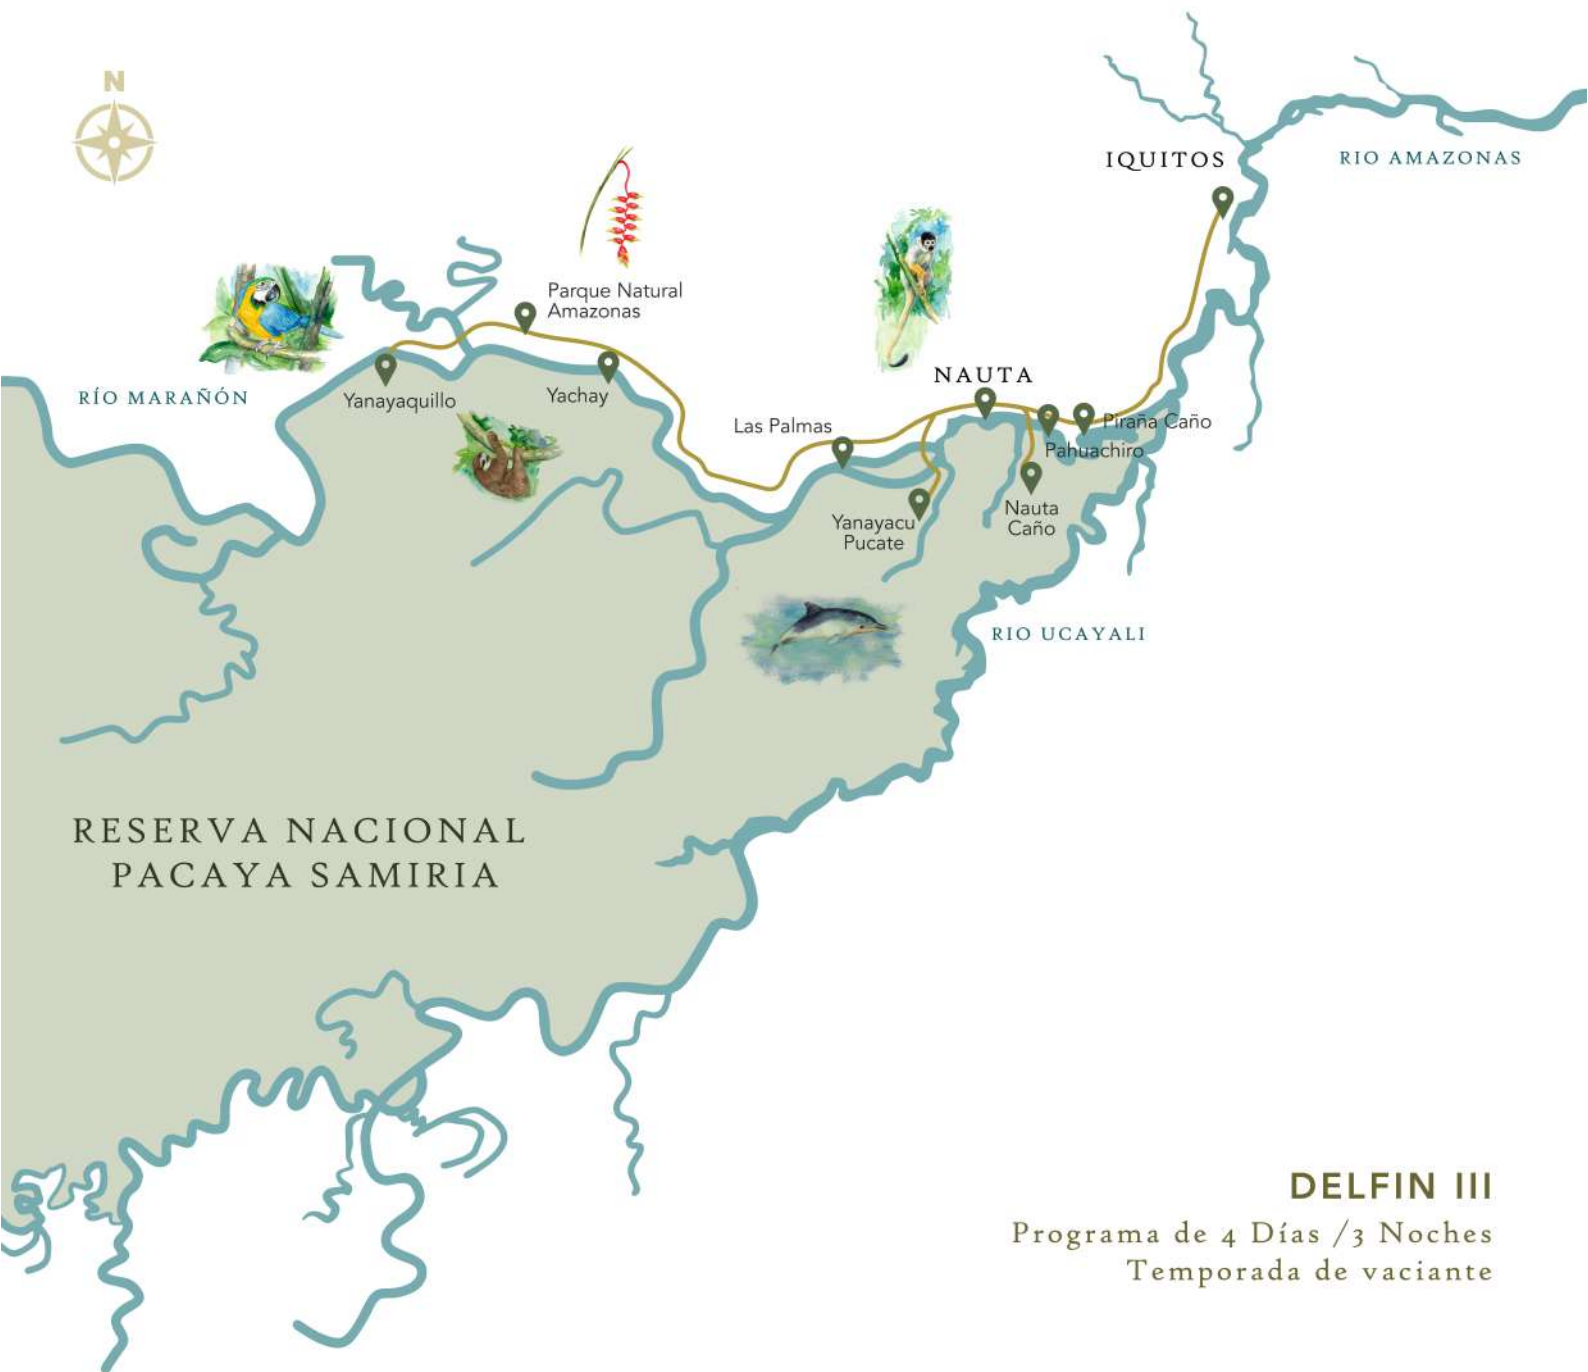 N
IQUITOS
RIO AMAZONAS
Parque Natural
Amazonas
RÍO MARAÑÓN
Yanayaquillo
Yachay
NAUTA
Las Palmas
Piraña Caño
Pahuachiro
Yanayacu
Pucate
Nauta
Caño
RIO UCAYALI
RESERVA NACIONAL
PACAYA SAMIRIA
DELFIN III
Programa de 4 Días /3 Noches
Temporada de vaciante